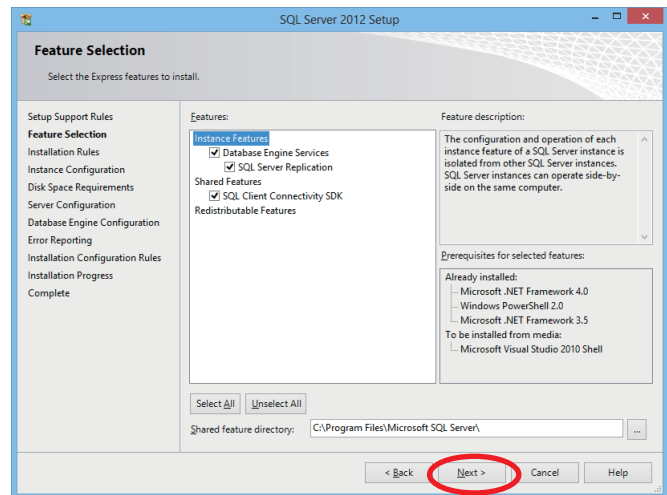 SQL Server 2012 Setup
Feature Selection
Select the Express features to install.
Setup Support Rules
Feature Selection
Installation Rules
Instance Configuration
Disk Space Requirements
Server Configuration
Database Engine Configuration
Error Reporting
Installation Configuration Rules
Installation Progress
Complete
Features:
Instance Features
Database Engine Services
SQL Server Replication
Shared Features
SQL Client Connectivity SDK
Redistributable Features
Feature description:
The configuration and operation of each
instance feature of a SQL Server instance is
isolated from other SQL Server instances.
SQL Server instances can operate side-by-
side on the same computer.
Prerequisites for selected features:
Already installed:
Microsoft .NET Framework 4.0
Windows PowerShell 2.0
Microsoft .NET Framework 3.5
To be installed from media:
Microsoft Visual Studio 2010 Shell
Select All Unselect All
Shared feature directory: C:\Program Files\Microsoft SQL Server\ ...
< Back Next > Cancel Help